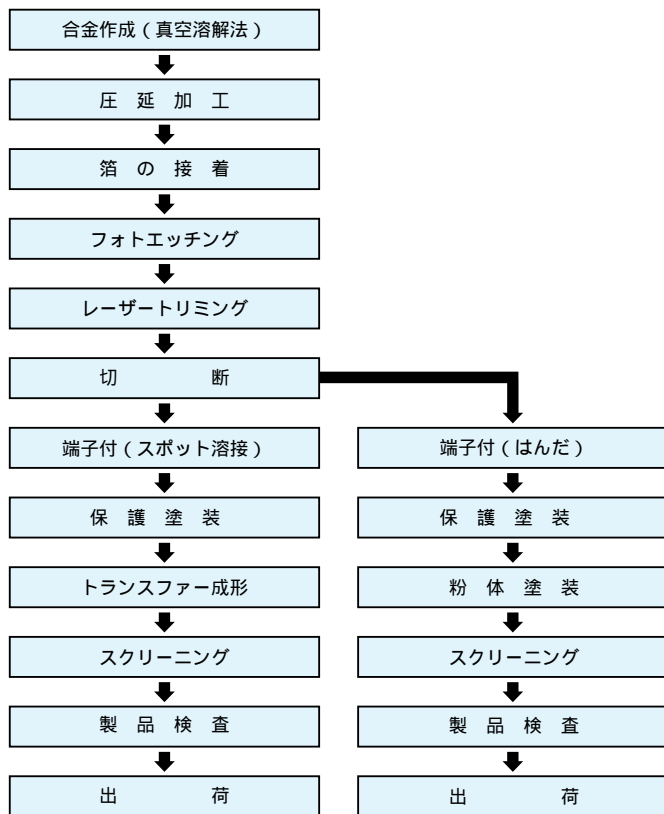 合金作成(真空溶解法)
圧延加工
箔の接着
フォトエッチング
レーザートリミング
切断
端子付(スポット溶接)
保護塗装
トランスファー成形
スクリーニング
製品検査
出荷
端子付(はんだ)
保護塗装
粉体塗装
スクリーニング
製品検査
出荷